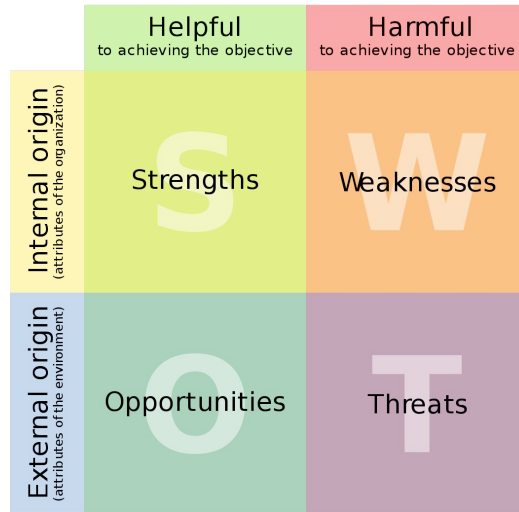 Helpful
to achieving the objective
Harmful
to achieving the objective
Internal origin
(attributes of the organization)
S
Strengths
W
Weaknesses
External origin
(attributes of the environment)
O
Opportunities
T
Threats